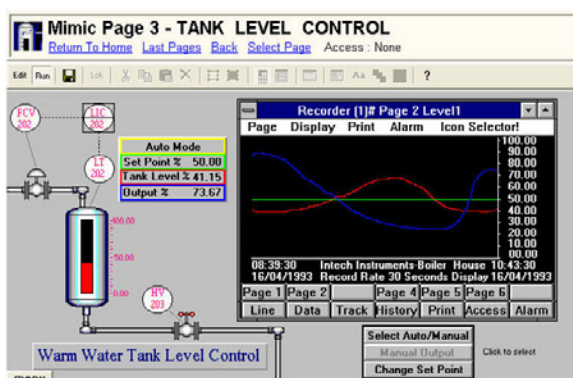 Mimic Page 3 - TANK LEVEL CONTROL
Return To Home Last Pages Back Select Page Access : None
Edit Run Lck Aa ?
FCV 202
LIC 202
LT 202
Auto Mode
Set Point % 50.00
Tank Level % 41.15
Output % 73.67
100.00
50.00
0.00
HV 203
Warm Water Tank Level Control
Recorder (1)# Page 2 Level1
Page Display Print Alarm Icon Selector!
100.00
90.00
80.00
70.00
60.00
50.00
40.00
30.00
20.00
10.00
00.00
08:39:30 Intech Instruments-Boiler House 10:43:30
16/04/1993 Record Rate 30 Seconds Display 16/04/1993
Page 1 Page 2 Page 4 Page 5 Page 6
Line Data Track History Print Access Alarm
Select Auto/Manual
Manual Output
Change Set Point
Click to select